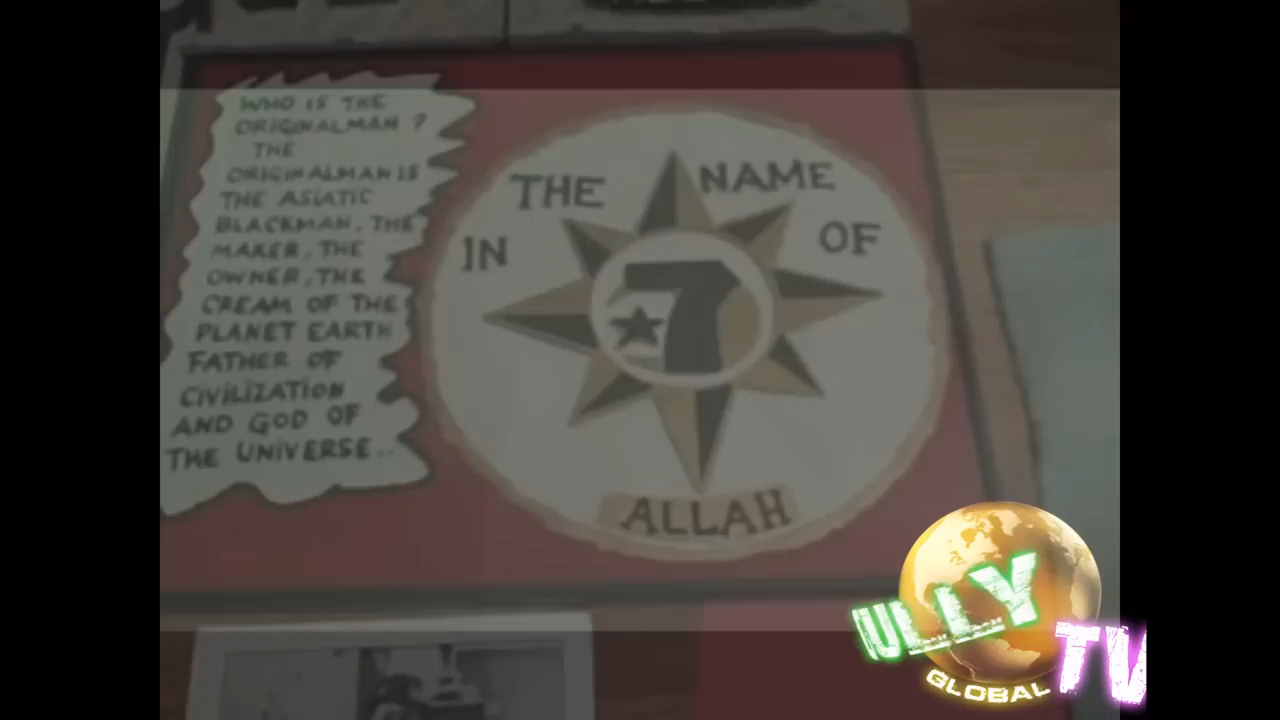 WHO IS THE
ORIGINALMAN ?
THE
ORIGINALMAN IS
THE ASIATIC
BLACKMAN, THE
MAKER, THE
OWNER, THE
CREAM OF THE
PLANET EARTH
FATHER OF
CIVILIZATION
AND GOD OF
THE UNIVERSE..
IN THE NAME OF
7
ALLAH
ULLY
TV
GLOBAL